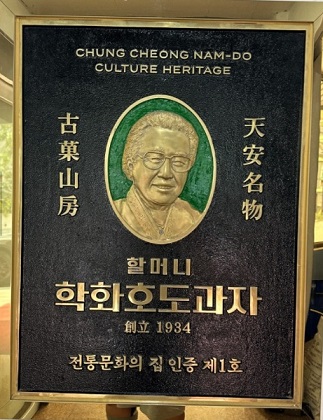 CHUNG CHEONG NAM-DO
CULTURE HERITAGE
古菓山房
天安名物
할머니
학화호도과자
創立 1934
전통문화의 집 인증 제1호